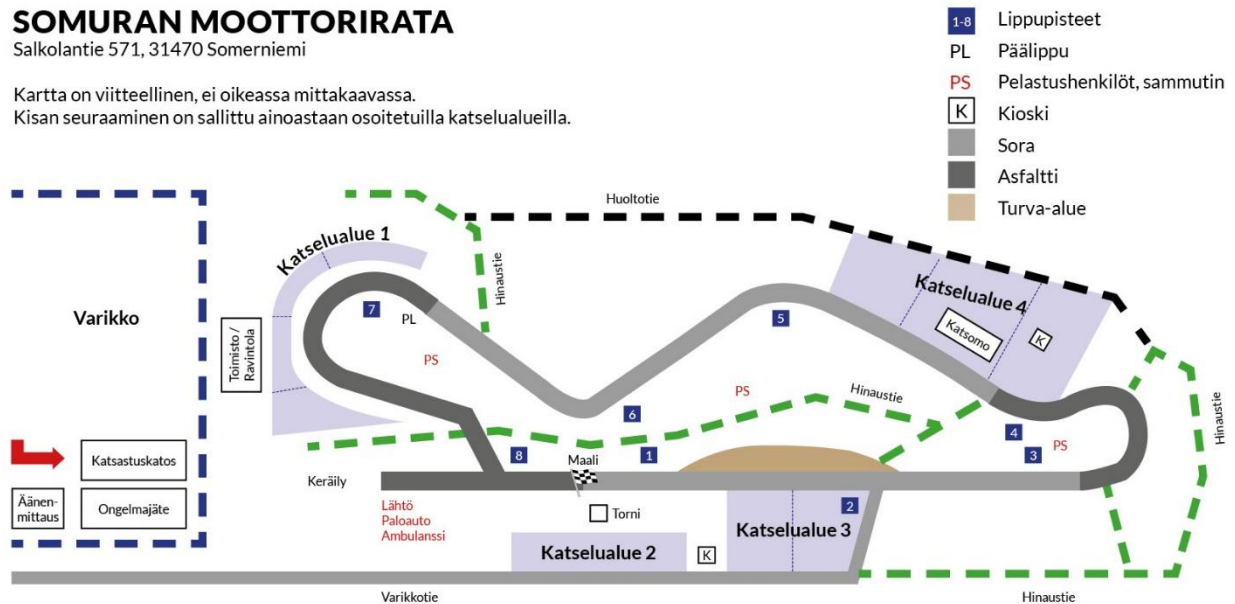 SOMURAN MOOTTORIRATA
Salkolantie 571, 31470 Somerniemi
Kartta on viitteellinen, ei oikeassa mittakaavassa.
Kisan seuraaminen on sallittu ainoastaan osoitetuilla katselualueilla.
1-8 Lippupisteet
PL Päälippu
PS Pelastushenkilöt, sammutin
K Kioski
Sora
Asfaltti
Turva-alue
Huoltotie
Katselualue 1
Hinaustie
Varikko
Toimisto /
Ravintola
7
PL
PS
5
Katselualue 4
Katsomo
K
PS
Hinaustie
6
4
3
PS
Hinaustie
8
1
Maali
Katsastuskatos
Keräily
Äänen-
mittaus
Ongelmajäte
Lähtö
Paloauto
Ambulanssi
Torni
2
Katselualue 3
Katselualue 2
K
Varikkotie
Hinaustie